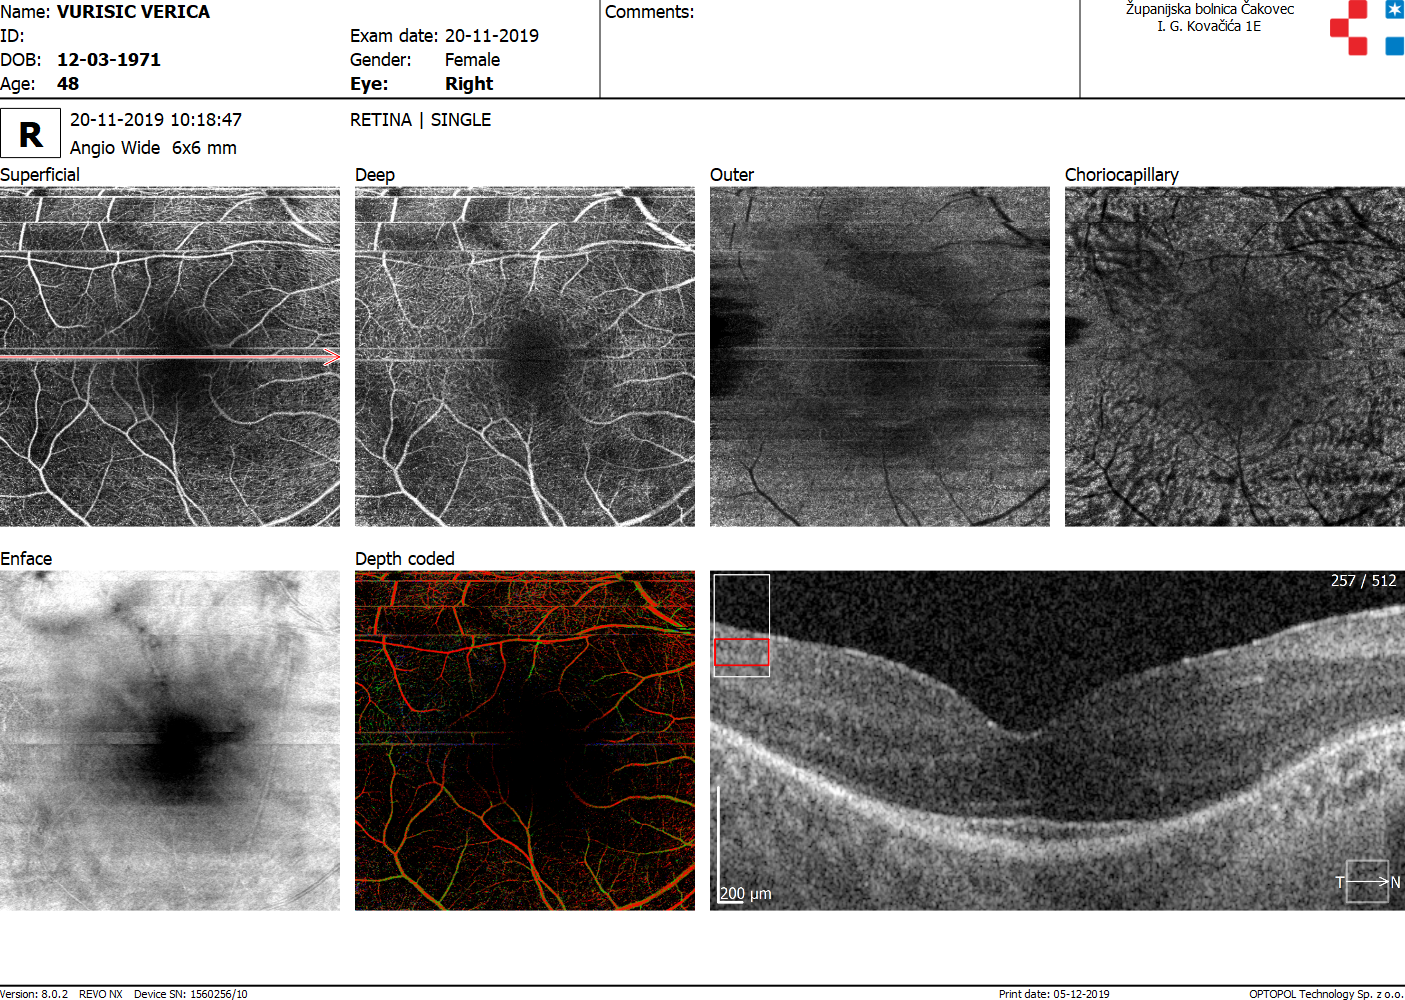 Name: VURISIC VERICA
ID:
DOB: 12-03-1971
Age: 48
Exam date: 20-11-2019
Gender: Female
Eye: Right
Comments:
Županijska bolnica Čakovec
I. G. Kovačića 1E
R
20-11-2019 10:18:47
Angio Wide 6x6 mm
RETINA | SINGLE
Superficial
Deep
Outer
Choriocapillary
Enface
Depth coded
257 / 512
200 µm
T N
Version: 8.0.2 REVO NX Device SN: 1560256/10
Print date: 05-12-2019
OPTOPOL Technology Sp. z o.o.